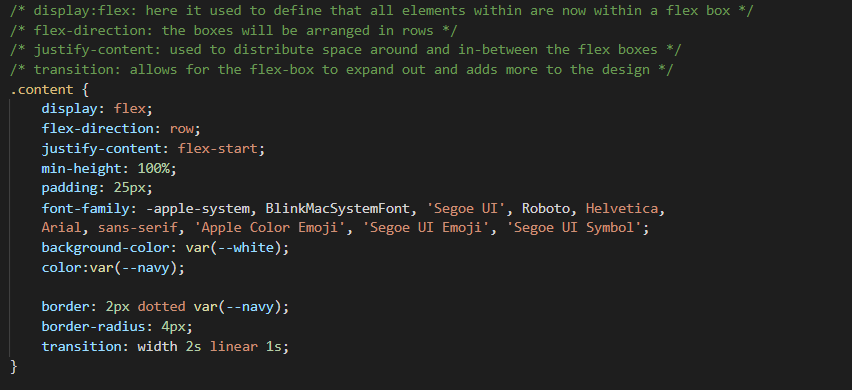 /* display:flex: here it used to define that all elements within are now within a flex box */
/* flex-direction: the boxes will be arranged in rows */
/* justify-content: used to distribute space around and in-between the flex boxes */
/* transition: allows for the flex-box to expand out and adds more to the design */
.content {
    display: flex;
    flex-direction: row;
    justify-content: flex-start;
    min-height: 100%;
    padding: 25px;
    font-family: -apple-system, BlinkMacSystemFont, 'Segoe UI', Roboto, Helvetica,
    Arial, sans-serif, 'Apple Color Emoji', 'Segoe UI Emoji', 'Segoe UI Symbol';
    background-color: var(--white);
    color:var(--navy);

    border: 2px dotted var(--navy);
    border-radius: 4px;
    transition: width 2s linear 1s;
}